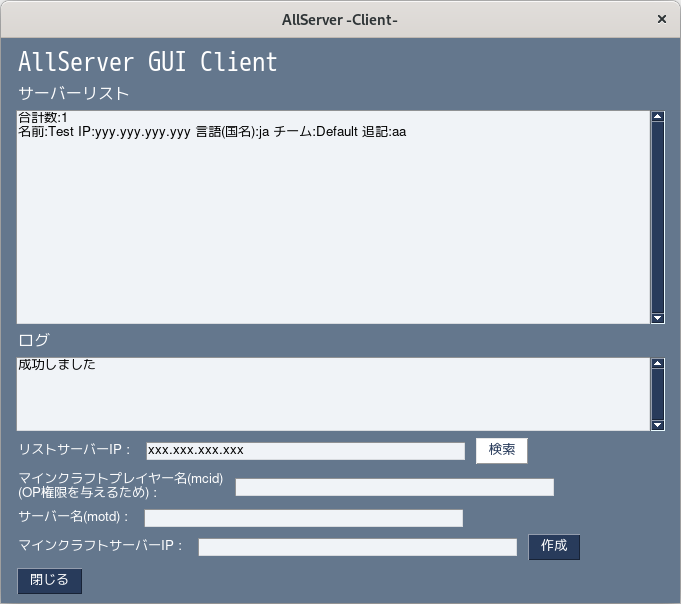 AllServer -Client-
AllServer GUI Client
サーバーリスト
合計数:1
名前:Test IP:yyy.yyy.yyy.yyy 言語(国名):ja チーム:Default 追記:aa
ログ
成功しました
リストサーバーIP： xxx.xxx.xxx.xxx 検索
マインクラフトプレイヤー名(mcid)
(OP権限を与えるため)：
サーバー名(motd)：
マインクラフトサーバーIP： 作成
閉じる